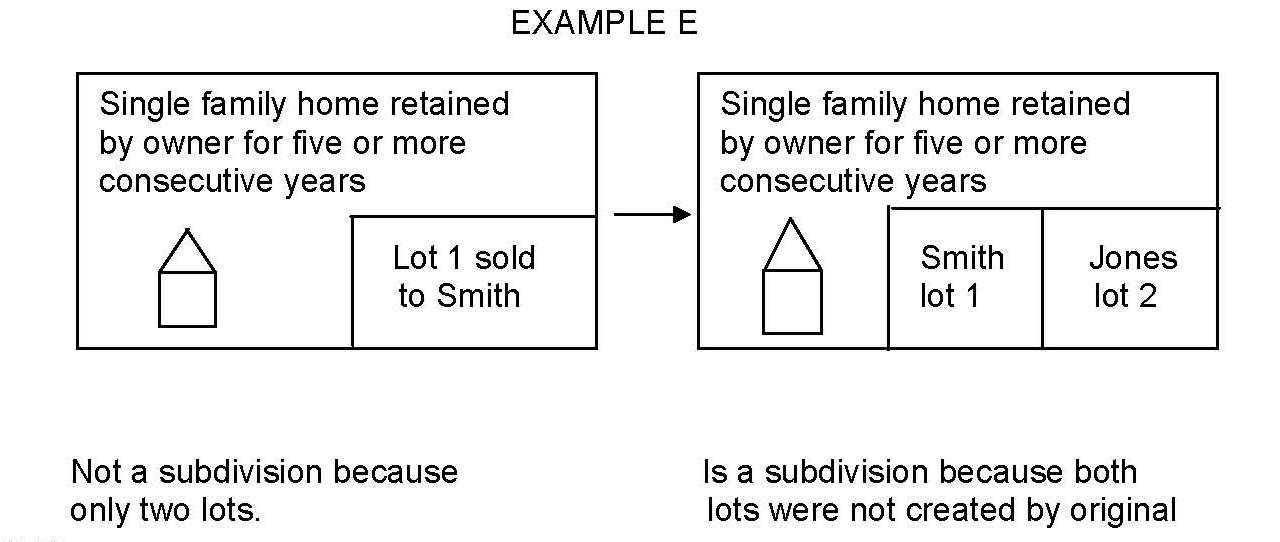 EXAMPLE E
Single family home retained
by owner for five or more
consecutive years
Lot 1 sold
to Smith
Single family home retained
by owner for five or more
consecutive years
Smith
lot 1
Jones
lot 2
Not a subdivision because
only two lots.
Is a subdivision because both
lots were not created by original